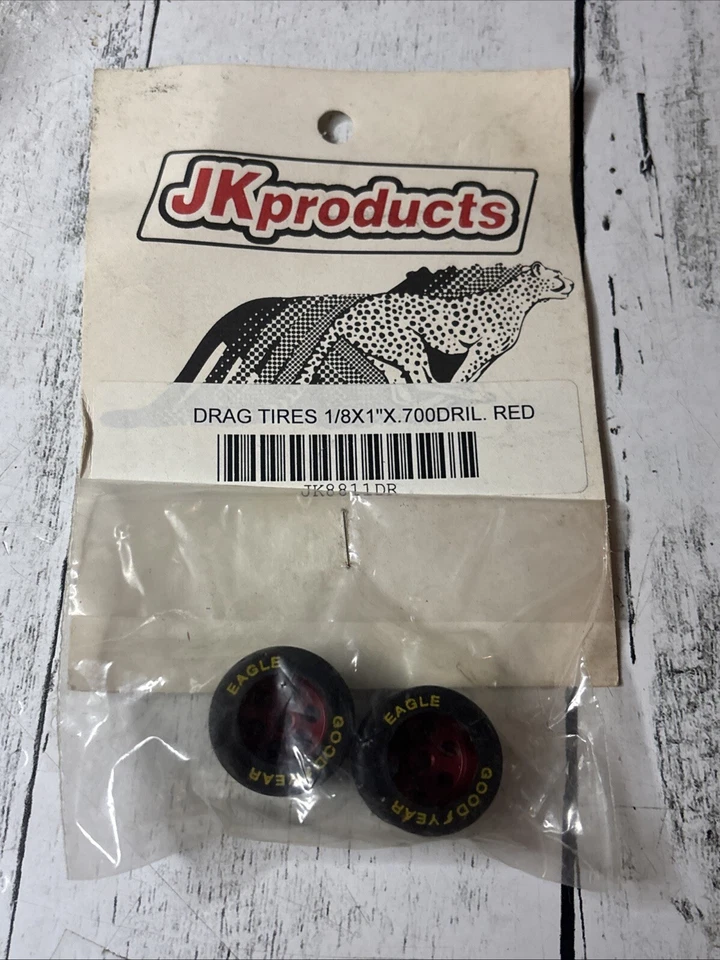 JKproducts
DRAG TIRES 1/8X1"X.700DRIL. RED
JK8811DR
EAGLE
GOODYEAR
EAGLE
GOODYEAR